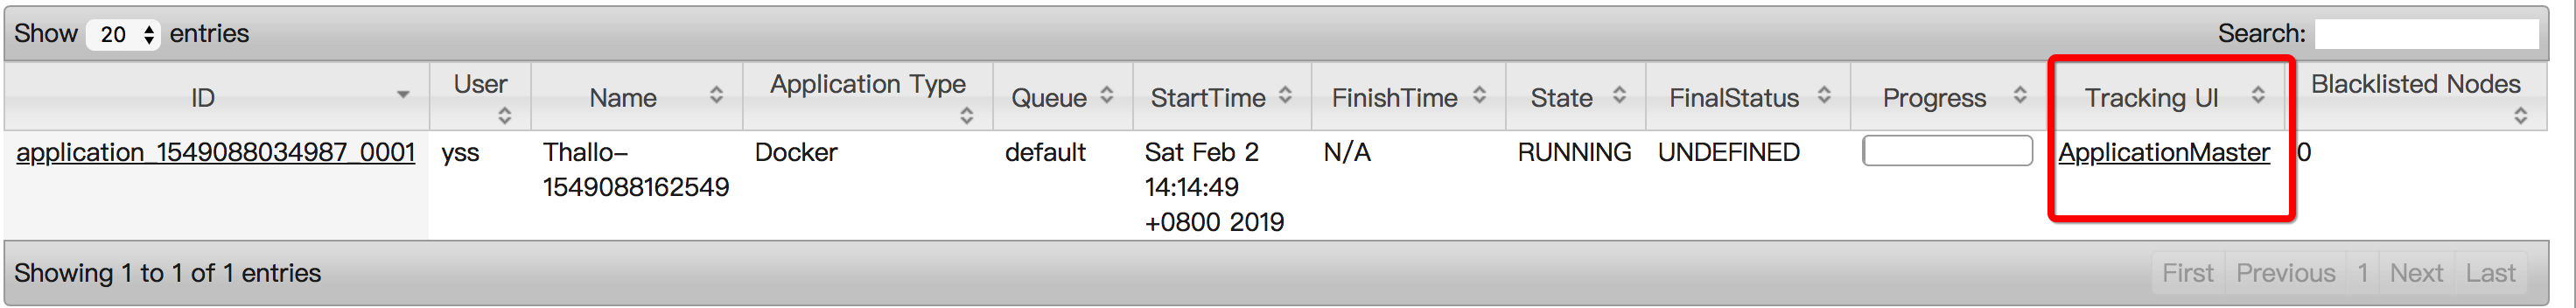 Show 20 entries Search:
ID User Name Application Type Queue StartTime FinishTime State FinalStatus Progress Tracking UI Blacklisted Nodes
application_1549088034987_0001 yss Thallo- Docker default Sat Feb 2 N/A RUNNING UNDEFINED ApplicationMaster 0
1549088162549 14:14:49
+0800 2019
Showing 1 to 1 of 1 entries First Previous 1 Next Last